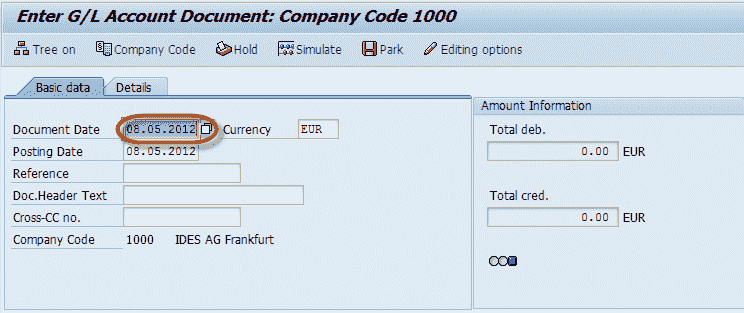 Enter G/L Account Document: Company Code 1000
Tree on Company Code Hold Simulate Park Editing options
Basic data Details
Document Date 08.05.2012 Currency EUR
Posting Date 08.05.2012
Reference
Doc.Header Text
Cross-CC no.
Company Code 1000 IDES AG Frankfurt
Amount Information
Total deb.
0.00 EUR
Total cred.
0.00 EUR